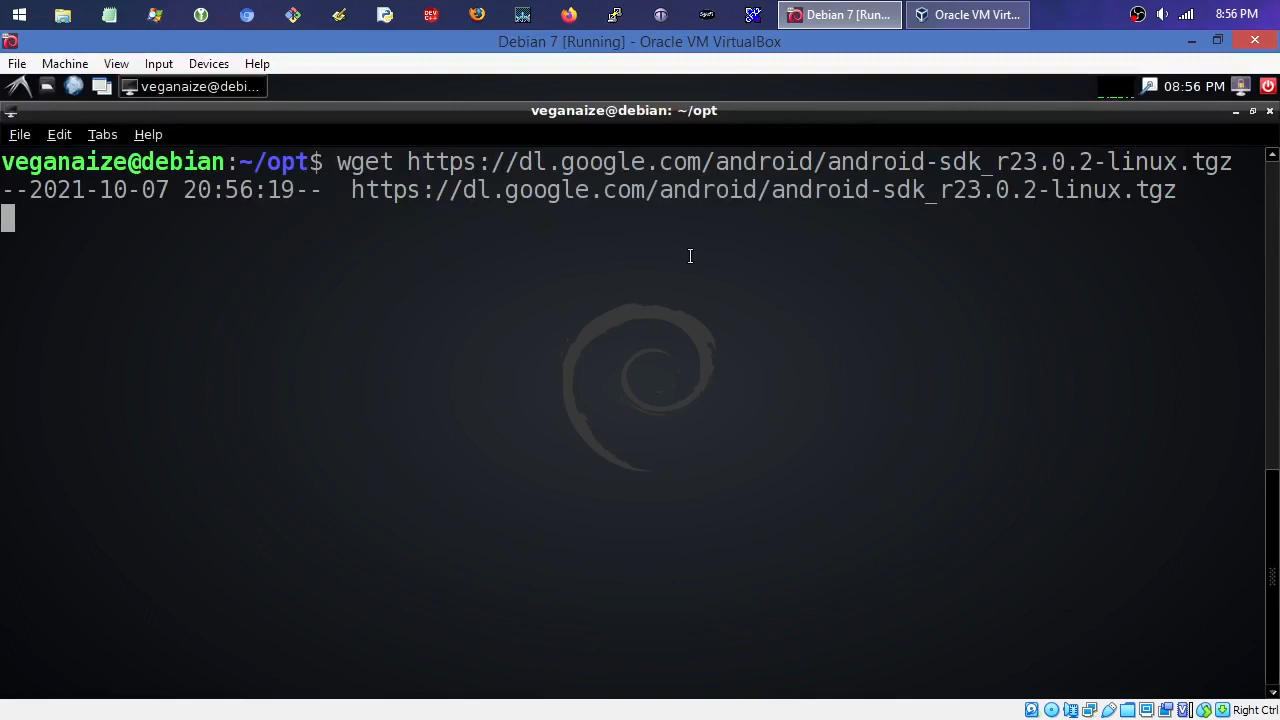 Debian 7 [Runn...
Oracle VM Virt...
8:56 PM
Debian 7 [Running] - Oracle VM VirtualBox
File Machine View Input Devices Help
veganaize@debi...
08:56 PM
veganaize@debian: ~/opt
File Edit Tabs Help
veganaize@debian:~/opt$ wget https://dl.google.com/android/android-sdk_r23.0.2-linux.tgz
--2021-10-07 20:56:19--  https://dl.google.com/android/android-sdk_r23.0.2-linux.tgz
Right Ctrl